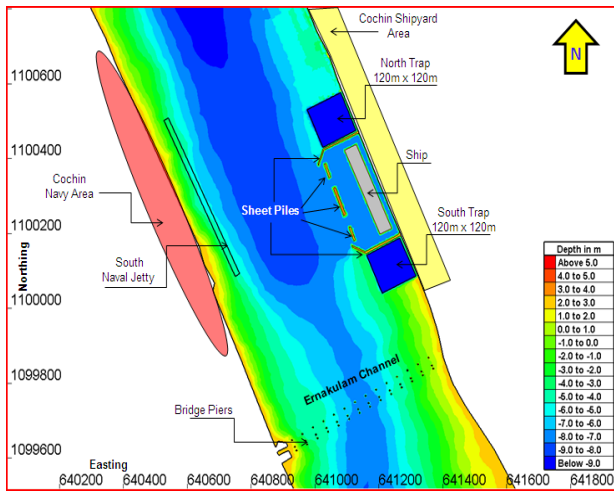 Cochin Shipyard
Area
North Trap
120m x 120m
N
Ship
Cochin
Navy Area
Sheet Piles
South Trap
120m x 120m
South
Naval Jetty
Ernakulam Channel
Bridge Piers
Northing
1100600
1100400
1100200
1100000
1099800
1099600
Easting
640200
640400
640600
640800
641000
641200
641400
641600
641800
Depth in m
Above 5.0
4.0 to 5.0
3.0 to 4.0
2.0 to 3.0
1.0 to 2.0
0.0 to 1.0
-1.0 to 0.0
-2.0 to -1.0
-3.0 to -2.0
-4.0 to -3.0
-5.0 to -4.0
-6.0 to -5.0
-7.0 to -6.0
-8.0 to -7.0
-9.0 to -8.0
Below -9.0